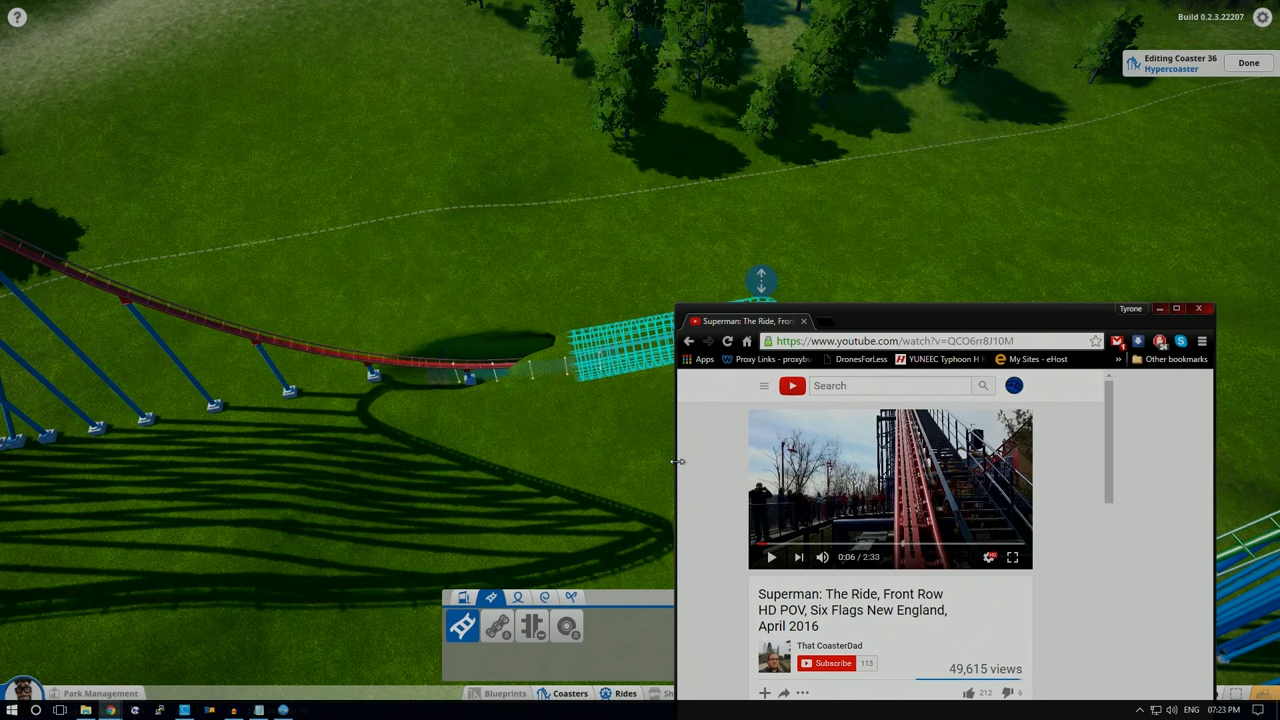 ?
Build 0.2.3.22207
Editing Coaster 36
Hypercoaster
Done
Tyrone
Superman: The Ride, Fron
https://www.youtube.com/watch?v=QCO6rr8J10M
Apps
Proxy Links - proxybu
DronesForLess
YUNEEC Typhoon H H
My Sites - eHost
»
Other bookmarks
Search
0:06 / 2:33
HD
Superman: The Ride, Front Row
HD POV, Six Flags New England,
April 2016
That CoasterDad
Subscribe 113
49,615 views
212 6
Park Management
Blueprints
Coasters
Rides
Sh
ENG 07:23 PM